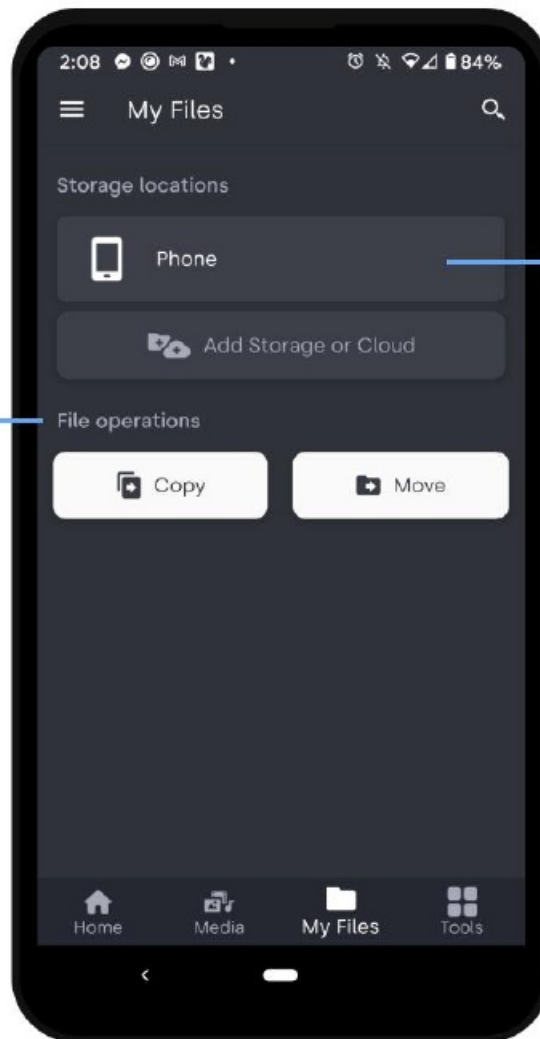 2:08 84%
My Files
Storage locations
Phone
Add Storage or Cloud
File operations
Copy Move
Home Media My Files Tools